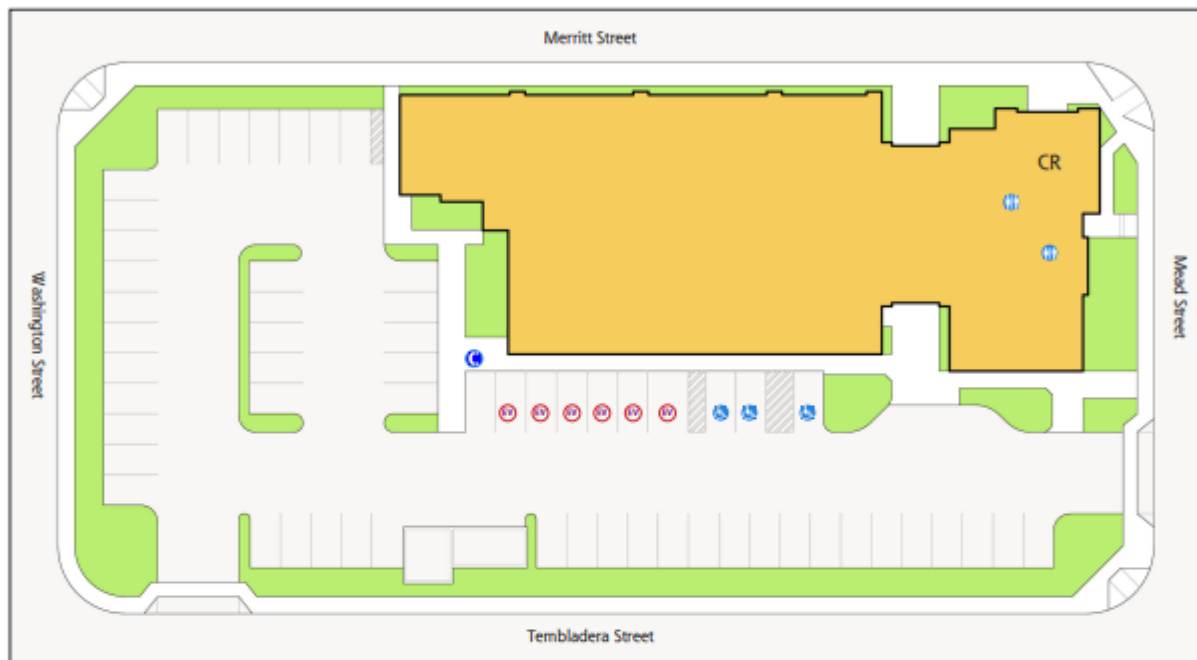 Merritt Street
CR
Washington Street
Mead Street
C
EV
EV
EV
EV
EV
EV
Tembladera Street